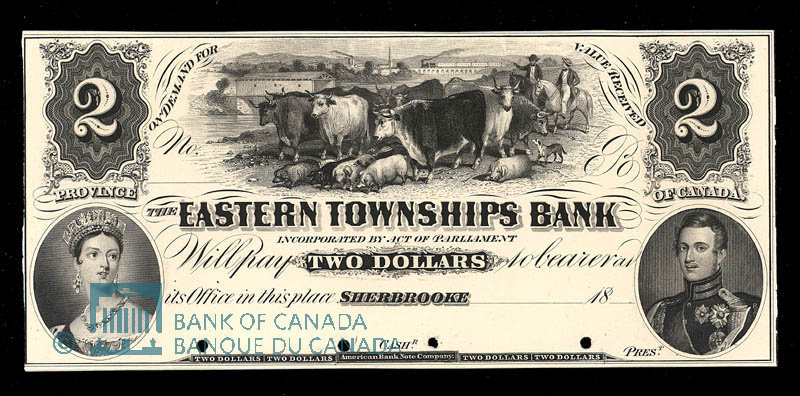 2
ON DEMAND FOR
VALUE RECEIVED
2
No.
B
PROVINCE
OF CANADA
THE EASTERN TOWNSHIPS BANK
INCORPORATED BY ACT OF PARLIAMENT
Will pay TWO DOLLARS to bearer at
its Office in this place SHERBROOKE 18
CASHR
PREST
TWO DOLLARS TWO DOLLARS American Bank Note Company. TWO DOLLARS TWO DOLLARS
© BANK OF CANADA
BANQUE DU CANADA